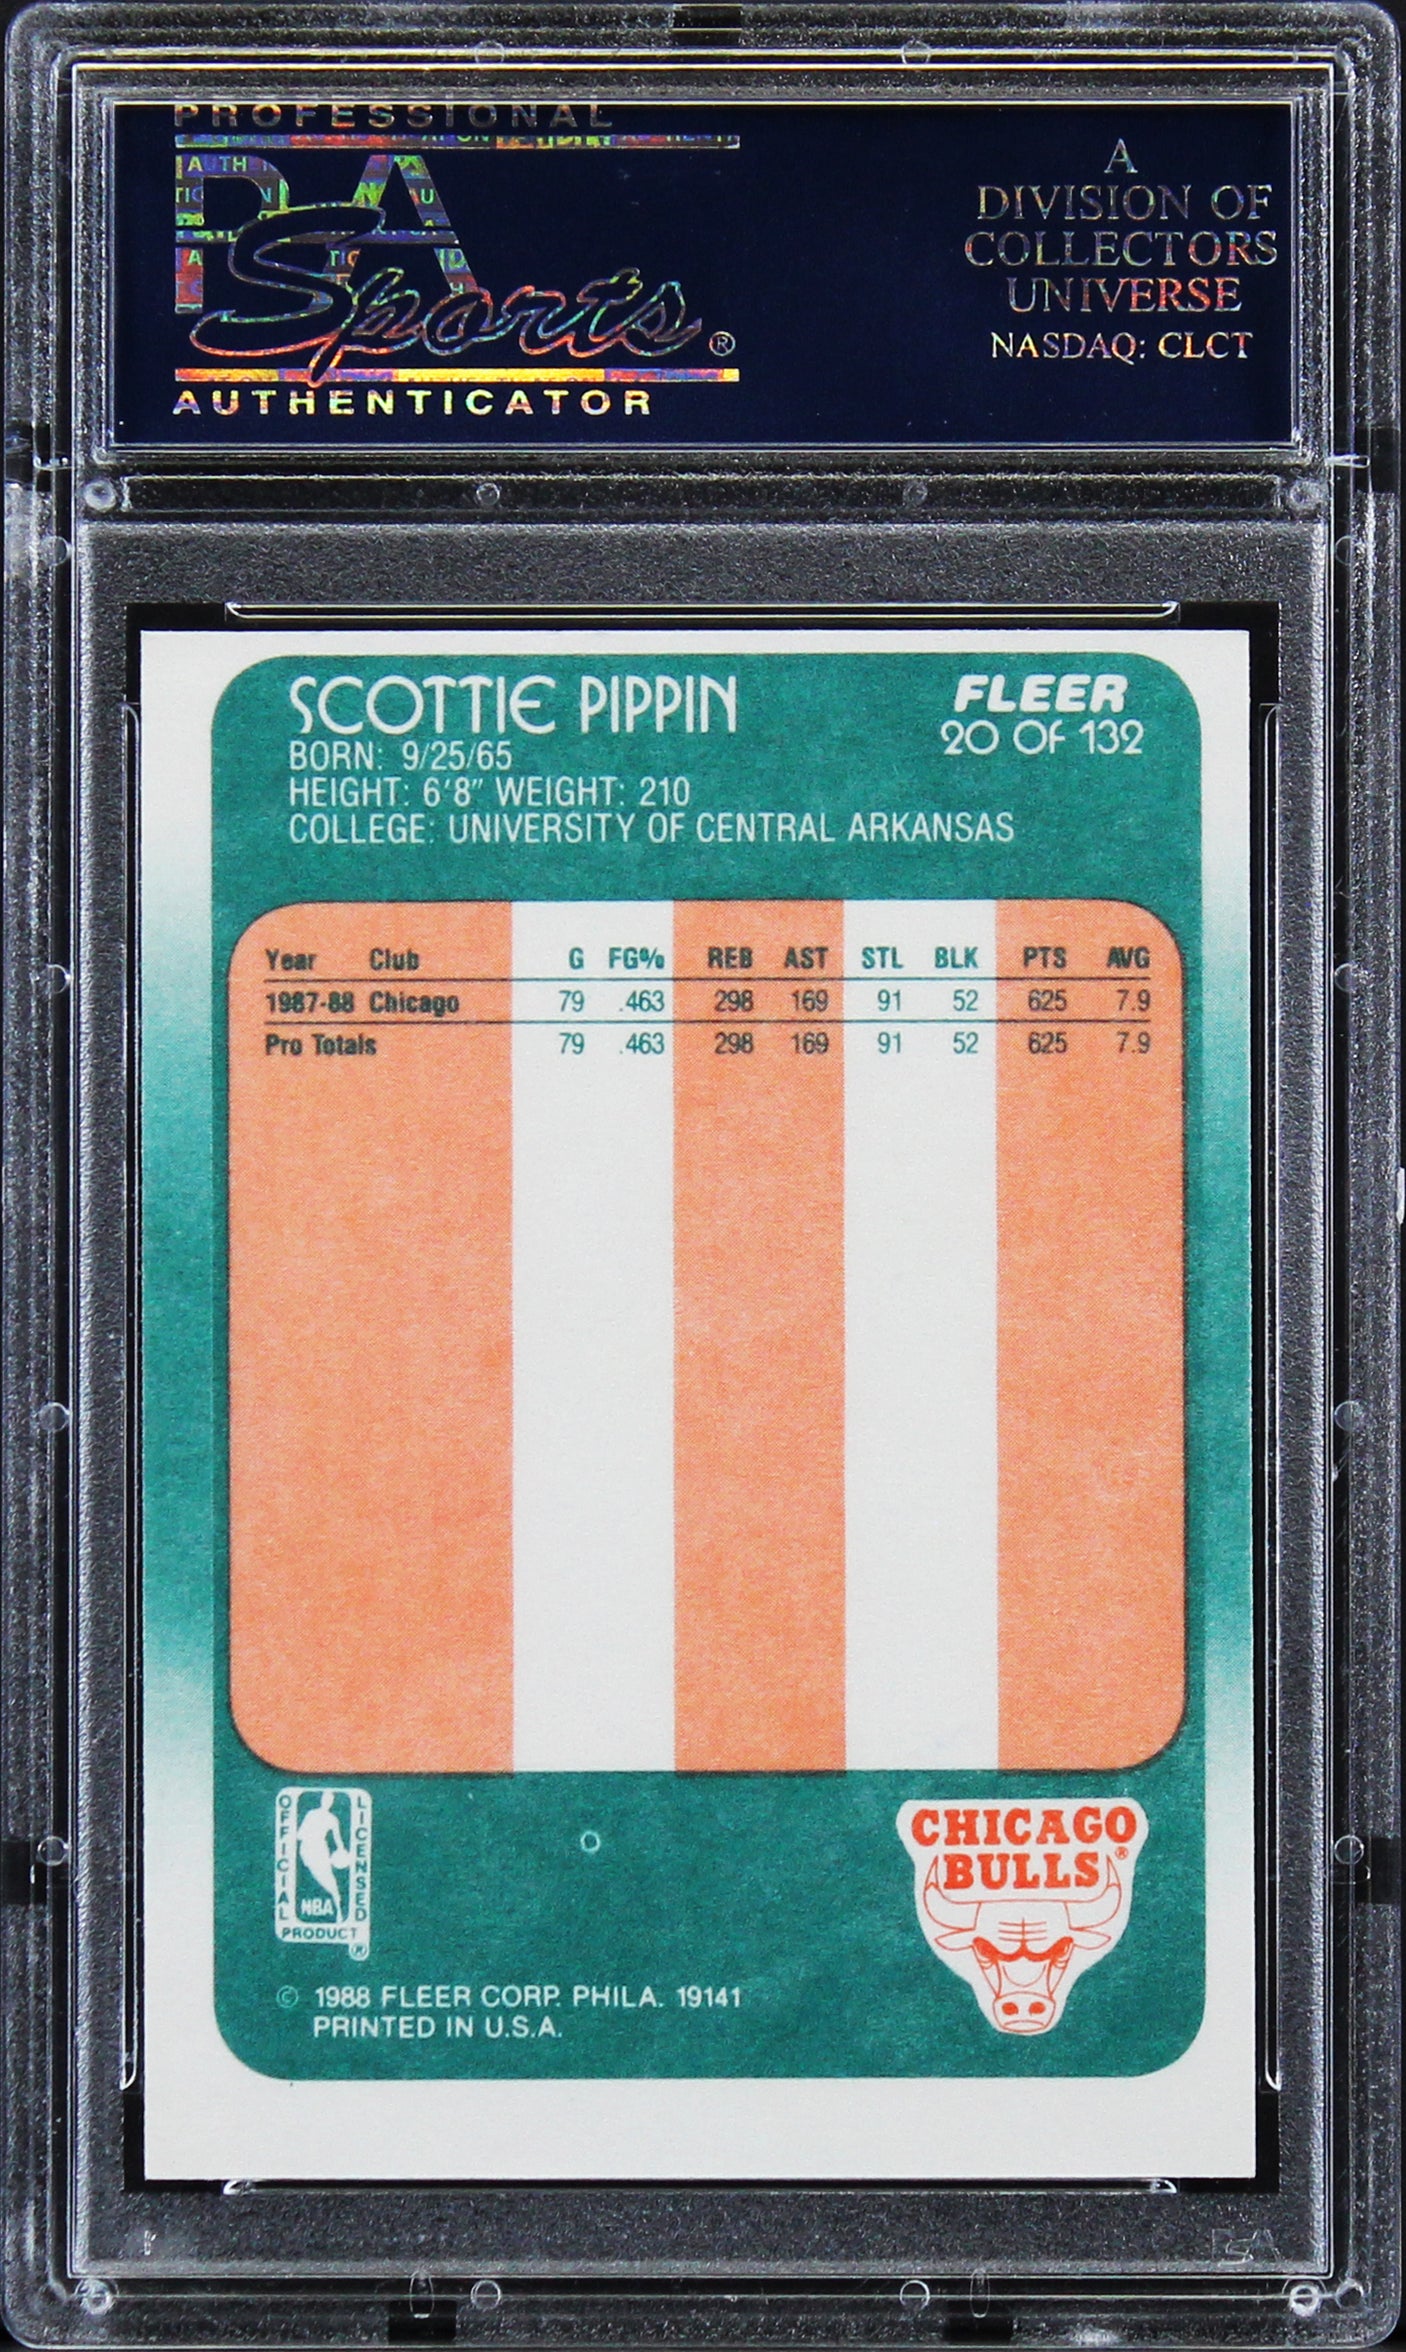 PROFESSIONAL
PSA
Sports®
AUTHENTICATOR
A
DIVISION OF
COLLECTORS
UNIVERSE
NASDAQ: CLCT
SCOTTIE PIPPIN
FLEER
20 OF 132
BORN: 9/25/65
HEIGHT: 6'8" WEIGHT: 210
COLLEGE: UNIVERSITY OF CENTRAL ARKANSAS
Year Club G FG% REB AST STL BLK PTS AVG
1987-88 Chicago 79 .463 298 169 91 52 625 7.9
Pro Totals 79 .463 298 169 91 52 625 7.9
OFFICIAL
LICENSED
NBA
PRODUCT
®
CHICAGO
BULLS®
© 1988 FLEER CORP. PHILA. 19141
PRINTED IN U.S.A.
PSA